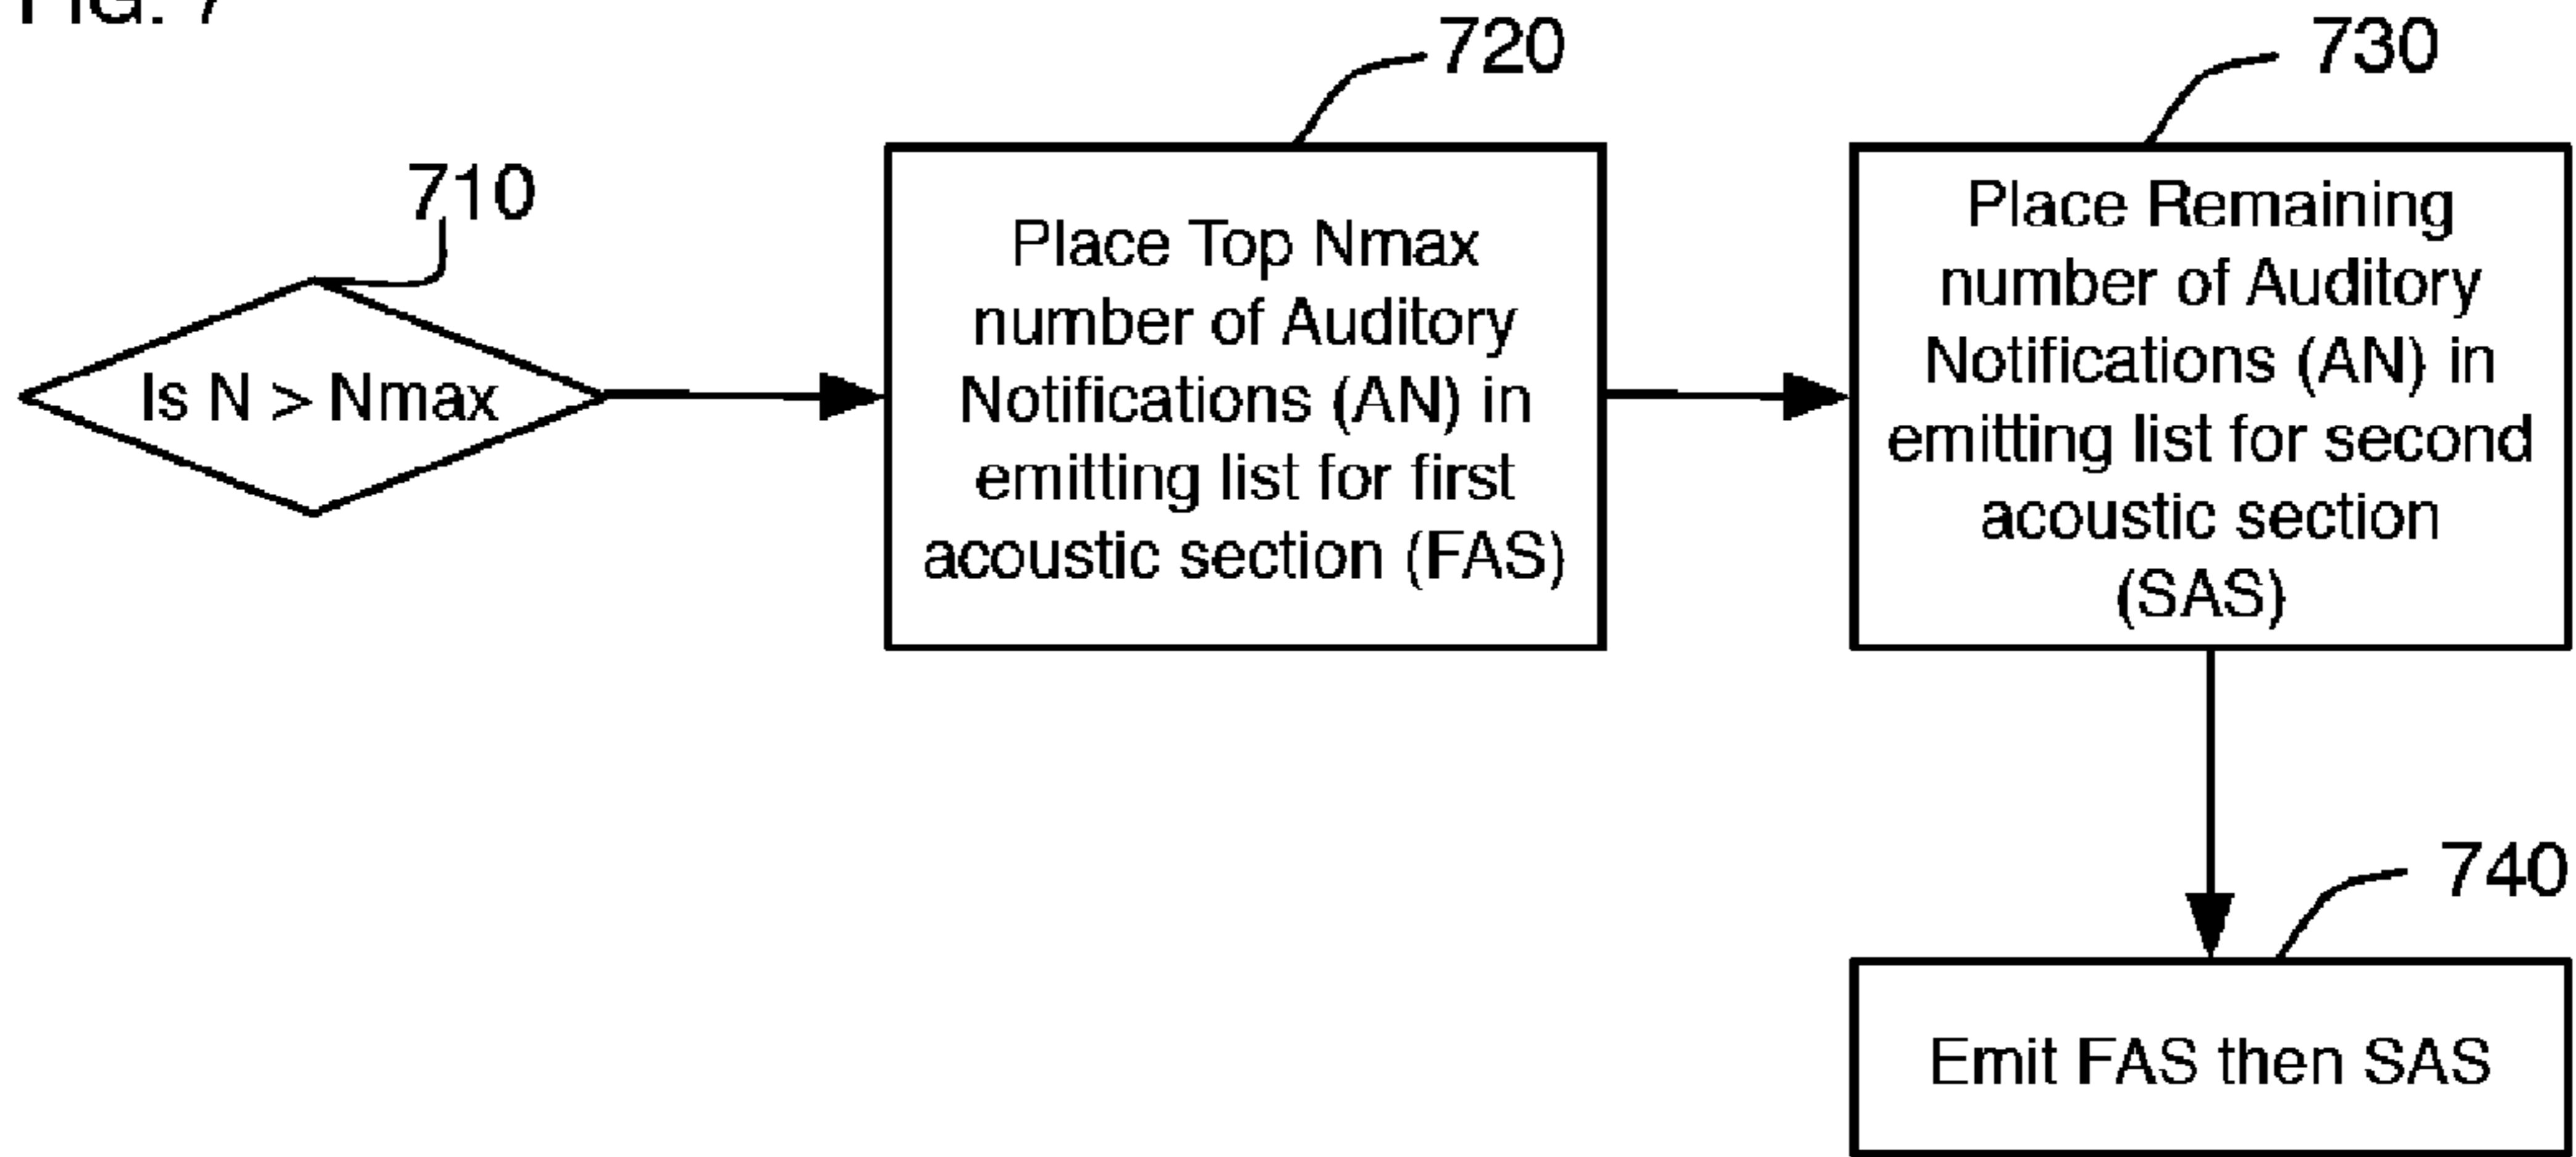 FIG. 7
720
730
710
Is N > Nmax
Place Top Nmax
number of Auditory
Notifications (AN) in
emitting list for first
acoustic section (FAS)
Place Remaining
number of Auditory
Notifications (AN) in
emitting list for second
acoustic section
(SAS)
740
Emit FAS then SAS